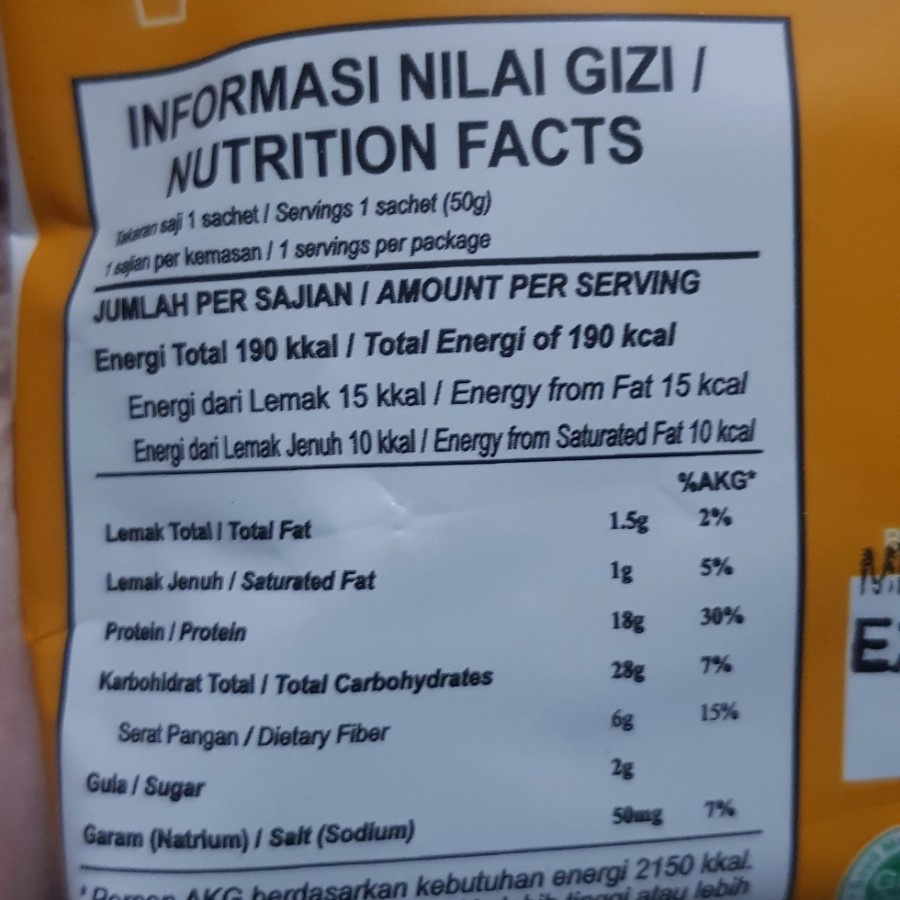 INFORMASI NILAI GIZI /
NUTRITION FACTS
Takaran saji 1 sachet / Servings 1 sachet (50g)
1 sajian per kemasan / 1 servings per package
JUMLAH PER SAJIAN / AMOUNT PER SERVING
Energi Total 190 kkal / Total Energi of 190 kcal
Energi dari Lemak 15 kkal / Energy from Fat 15 kcal
Energi dari Lemak Jenuh 10 kkal / Energy from Saturated Fat 10 kcal
%AKG*
Lemak Total / Total Fat 1.5g 2%
Lemak Jenuh / Saturated Fat 1g 5%
Protein / Protein 18g 30%
Karbohidrat Total / Total Carbohydrates 28g 7%
Serat Pangan / Dietary Fiber 6g 15%
Gula / Sugar 2g
Garam (Natrium) / Salt (Sodium) 50mg 7%
AKG berdasarkan kebutuhan energi 2150 kkal.
atau lebih